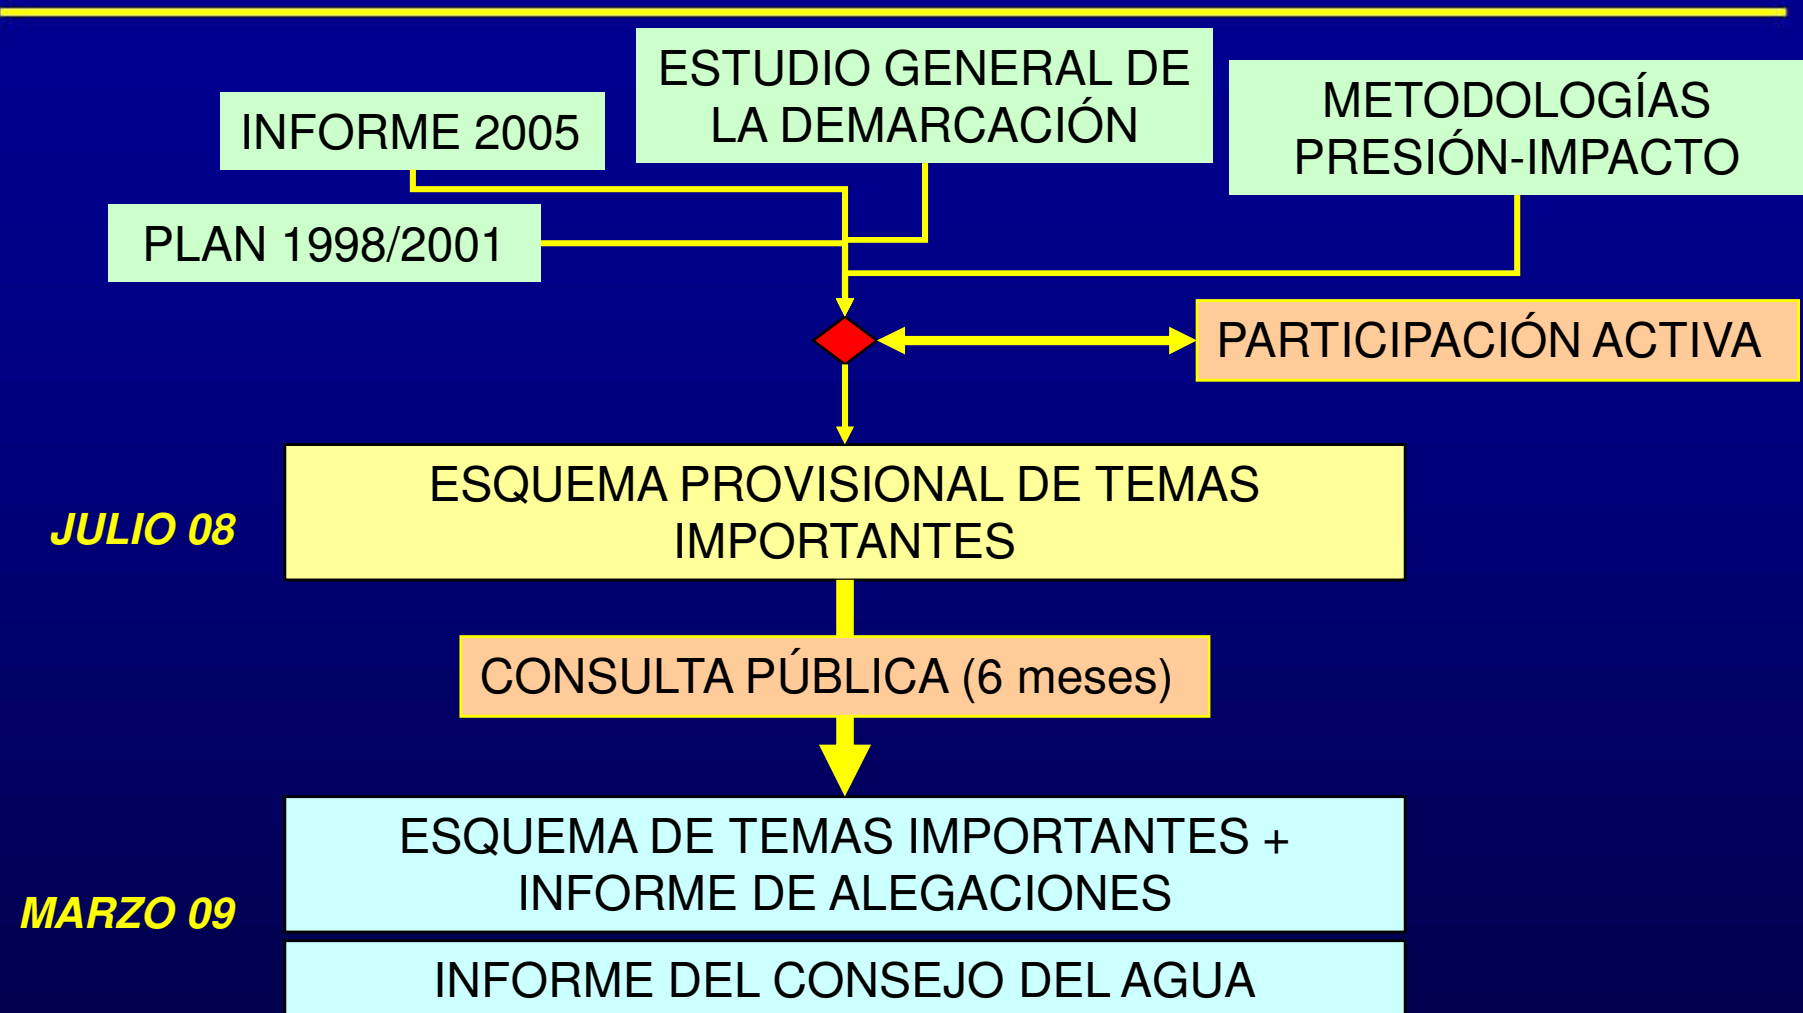 ESTUDIO GENERAL DE
LA DEMARCACIÓN
METODOLOGÍAS
PRESIÓN-IMPACTO
INFORME 2005
PLAN 1998/2001
PARTICIPACIÓN ACTIVA
ESQUEMA PROVISIONAL DE TEMAS
IMPORTANTES
JULIO 08
CONSULTA PÚBLICA (6 meses)
ESQUEMA DE TEMAS IMPORTANTES +
INFORME DE ALEGACIONES
MARZO 09
INFORME DEL CONSEJO DEL AGUA